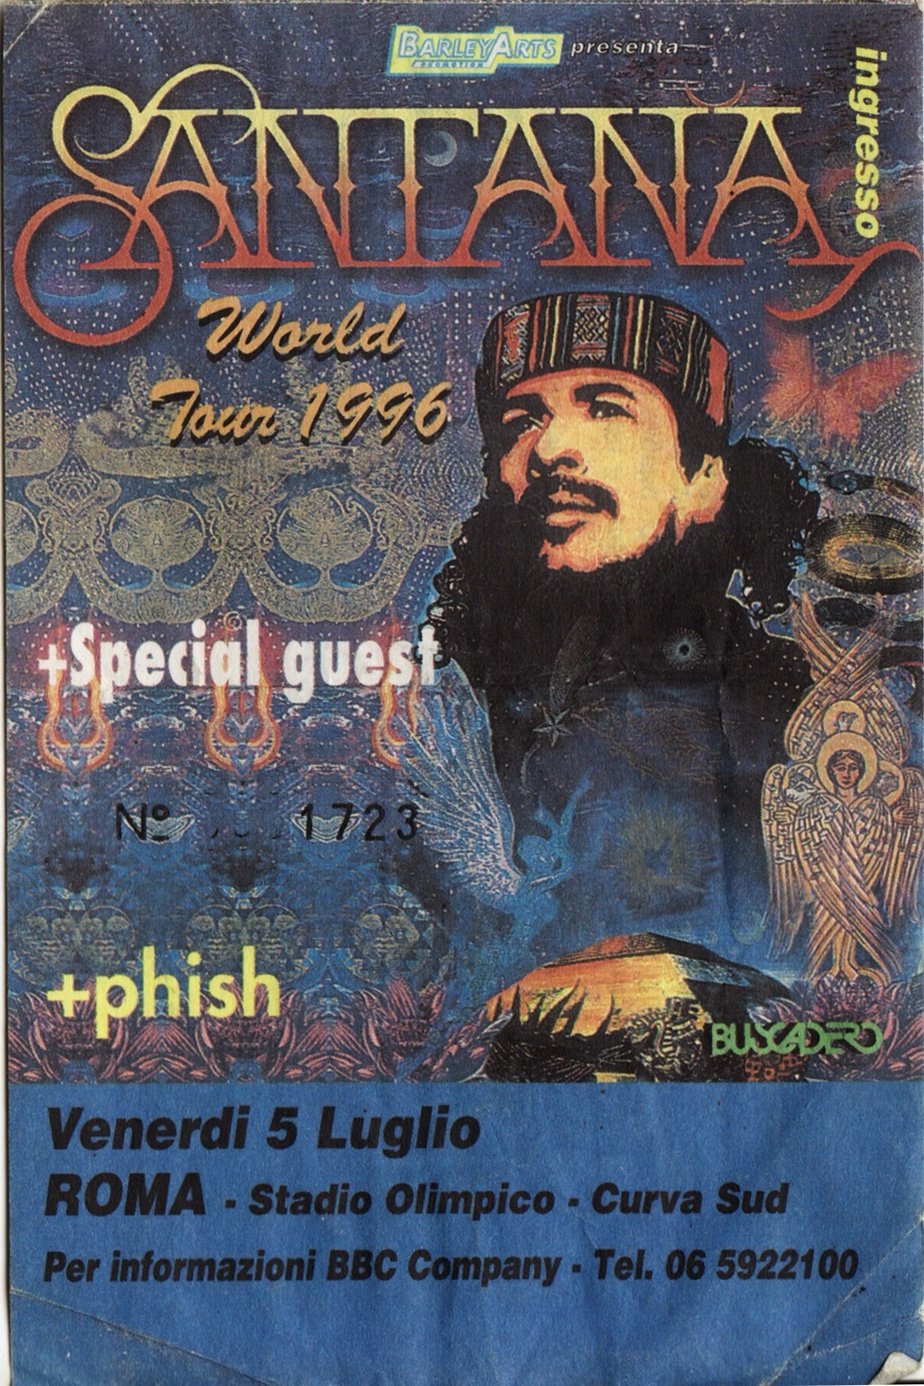 BARLEYARTS presenta
SANTANA
ingresso
World
Tour 1996
+Special guest
Nº 1723
+phish
BUSCADERO
Venerdi 5 Luglio
ROMA - Stadio Olimpico - Curva Sud
Per informazioni BBC Company - Tel. 06 5922100